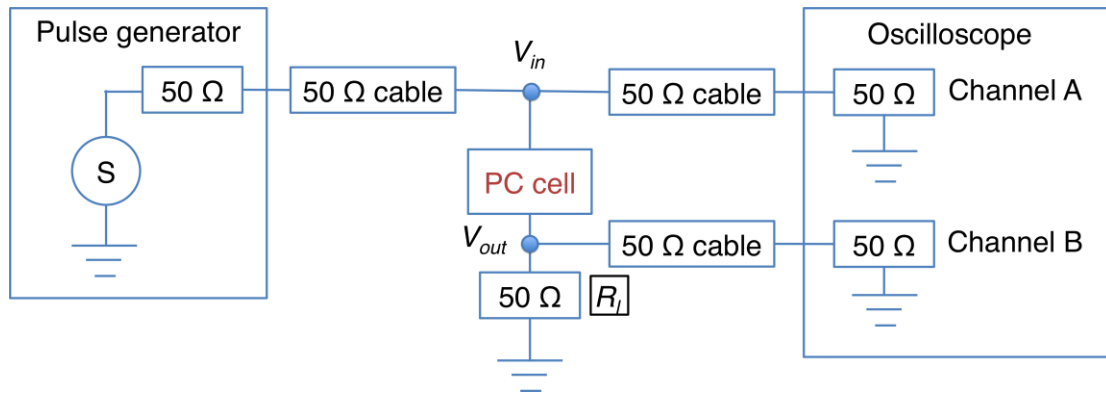 Pulse generator
Oscilloscope
V_in
50 Ω
50 Ω cable
50 Ω cable
50 Ω
Channel A
S
PC cell
V_out
50 Ω cable
50 Ω
Channel B
50 Ω
R_l